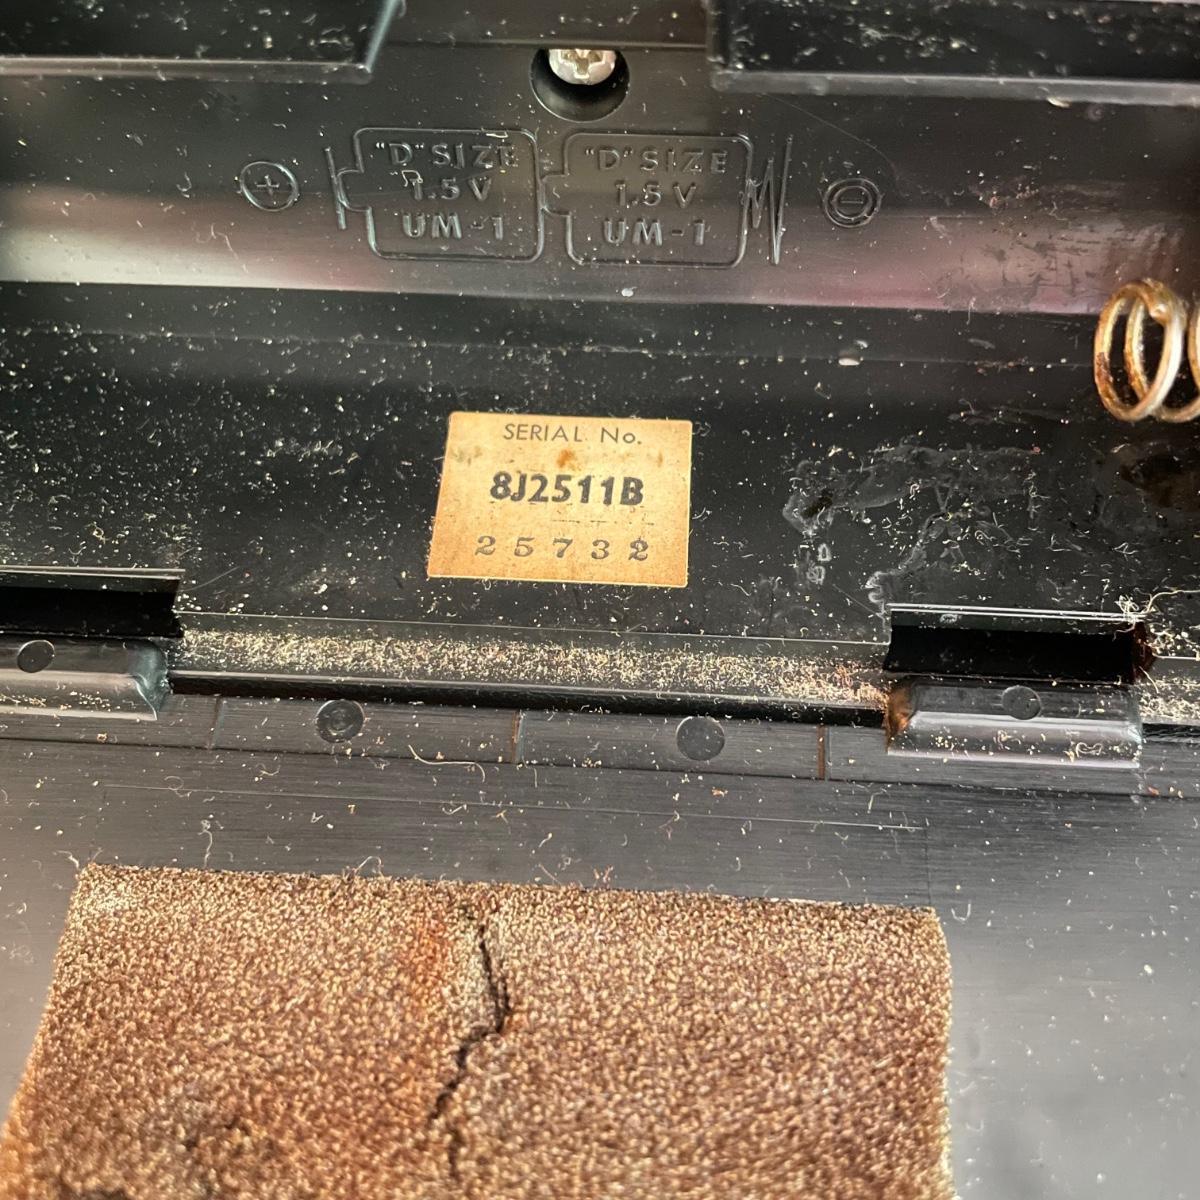 "D" SIZE "D" SIZE
1.5V 1.5V
UM-1 UM-1
SERIAL No.
8J2511B
25732